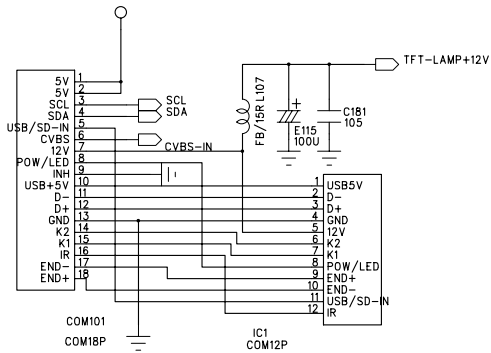 TFT-LAMP+12V
FB/15R L107
E115
100U
+
C181
105
5V 1
5V 2
SCL 3
SDA 4
USB/SD-IN 5
CVBS 6
12V 7
POW/LED 8
INH 9
USB+5V 10
D- 11
D+ 12
GND 13
K2 14
K1 15
IR 16
END- 17
END+ 18
SCL
SDA
CVBS-IN
COM101
COM18P
1 USB5V
2 D-
3 D+
4 GND
5 12V
6 K2
7 K1
8 POW/LED
9 END+
10 END-
11 USB/SD-IN
12 IR
IC1
COM12P